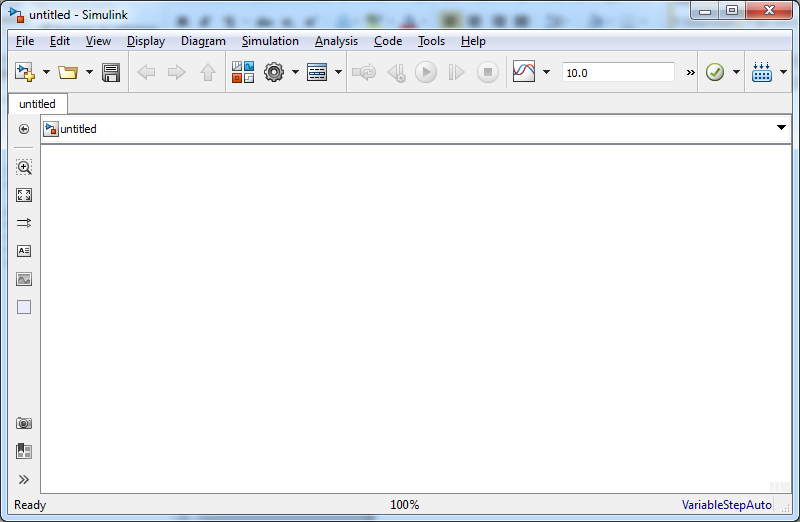 untitled - Simulink
File Edit View Display Diagram Simulation Analysis Code Tools Help
10.0 »
untitled
untitled
A
Ready 100% VariableStepAuto